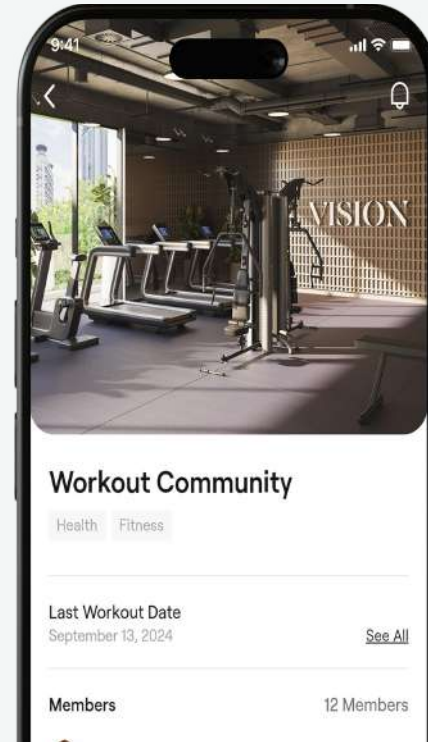 9:41
VISION
Workout Community
Health Fitness
Last Workout Date
September 13, 2024 See All
Members 12 Members